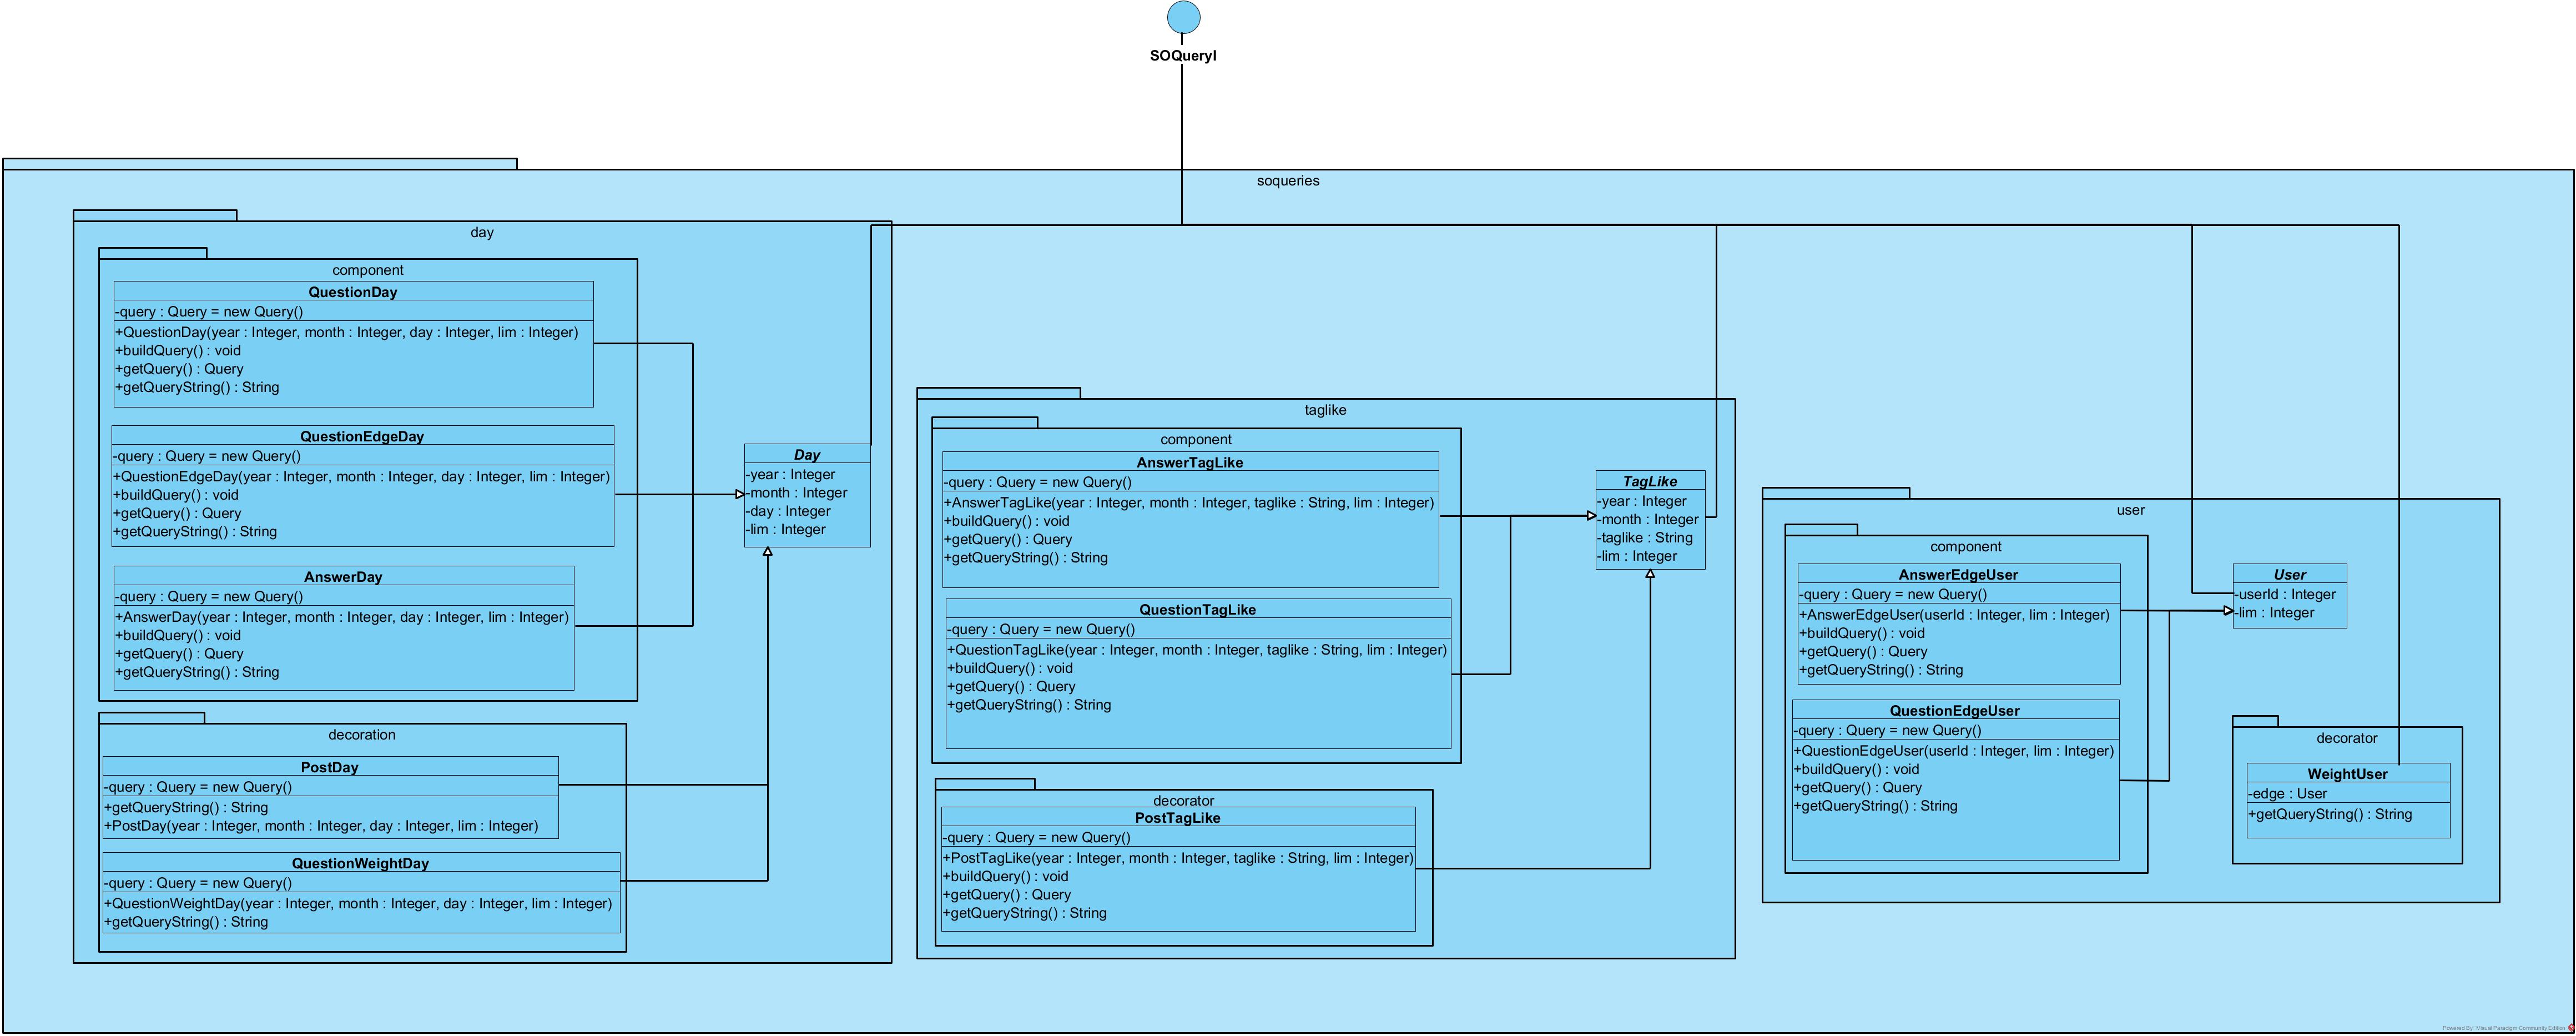 SOQueryI
soqueries
day
component
QuestionDay
-query : Query = new Query()
+QuestionDay(year : Integer, month : Integer, day : Integer, lim : Integer)
+buildQuery() : void
+getQuery() : Query
+getQueryString() : String
QuestionEdgeDay
-query : Query = new Query()
+QuestionEdgeDay(year : Integer, month : Integer, day : Integer, lim : Integer)
+buildQuery() : void
+getQuery() : Query
+getQueryString() : String
AnswerDay
-query : Query = new Query()
+AnswerDay(year : Integer, month : Integer, day : Integer, lim : Integer)
+buildQuery() : void
+getQuery() : Query
+getQueryString() : String
Day
-year : Integer
-month : Integer
-day : Integer
-lim : Integer
decoration
PostDay
-query : Query = new Query()
+getQueryString() : String
+PostDay(year : Integer, month : Integer, day : Integer, lim : Integer)
QuestionWeightDay
-query : Query = new Query()
+QuestionWeightDay(year : Integer, month : Integer, day : Integer, lim : Integer)
+getQueryString() : String
taglike
component
AnswerTagLike
-query : Query = new Query()
+AnswerTagLike(year : Integer, month : Integer, taglike : String, lim : Integer)
+buildQuery() : void
+getQuery() : Query
+getQueryString() : String
QuestionTagLike
-query : Query = new Query()
+QuestionTagLike(year : Integer, month : Integer, taglike : String, lim : Integer)
+buildQuery() : void
+getQuery() : Query
+getQueryString() : String
TagLike
-year : Integer
-month : Integer
-taglike : String
-lim : Integer
decorator
PostTagLike
-query : Query = new Query()
+PostTagLike(year : Integer, month : Integer, taglike : String, lim : Integer)
+buildQuery() : void
+getQuery() : Query
+getQueryString() : String
user
component
AnswerEdgeUser
-query : Query = new Query()
+AnswerEdgeUser(userId : Integer, lim : Integer)
+buildQuery() : void
+getQuery() : Query
+getQueryString() : String
QuestionEdgeUser
-query : Query = new Query()
+QuestionEdgeUser(userId : Integer, lim : Integer)
+buildQuery() : void
+getQuery() : Query
+getQueryString() : String
User
-userId : Integer
-lim : Integer
decorator
WeightUser
-edge : User
+getQueryString() : String
Powered By: Visual Paradigm Community Edition